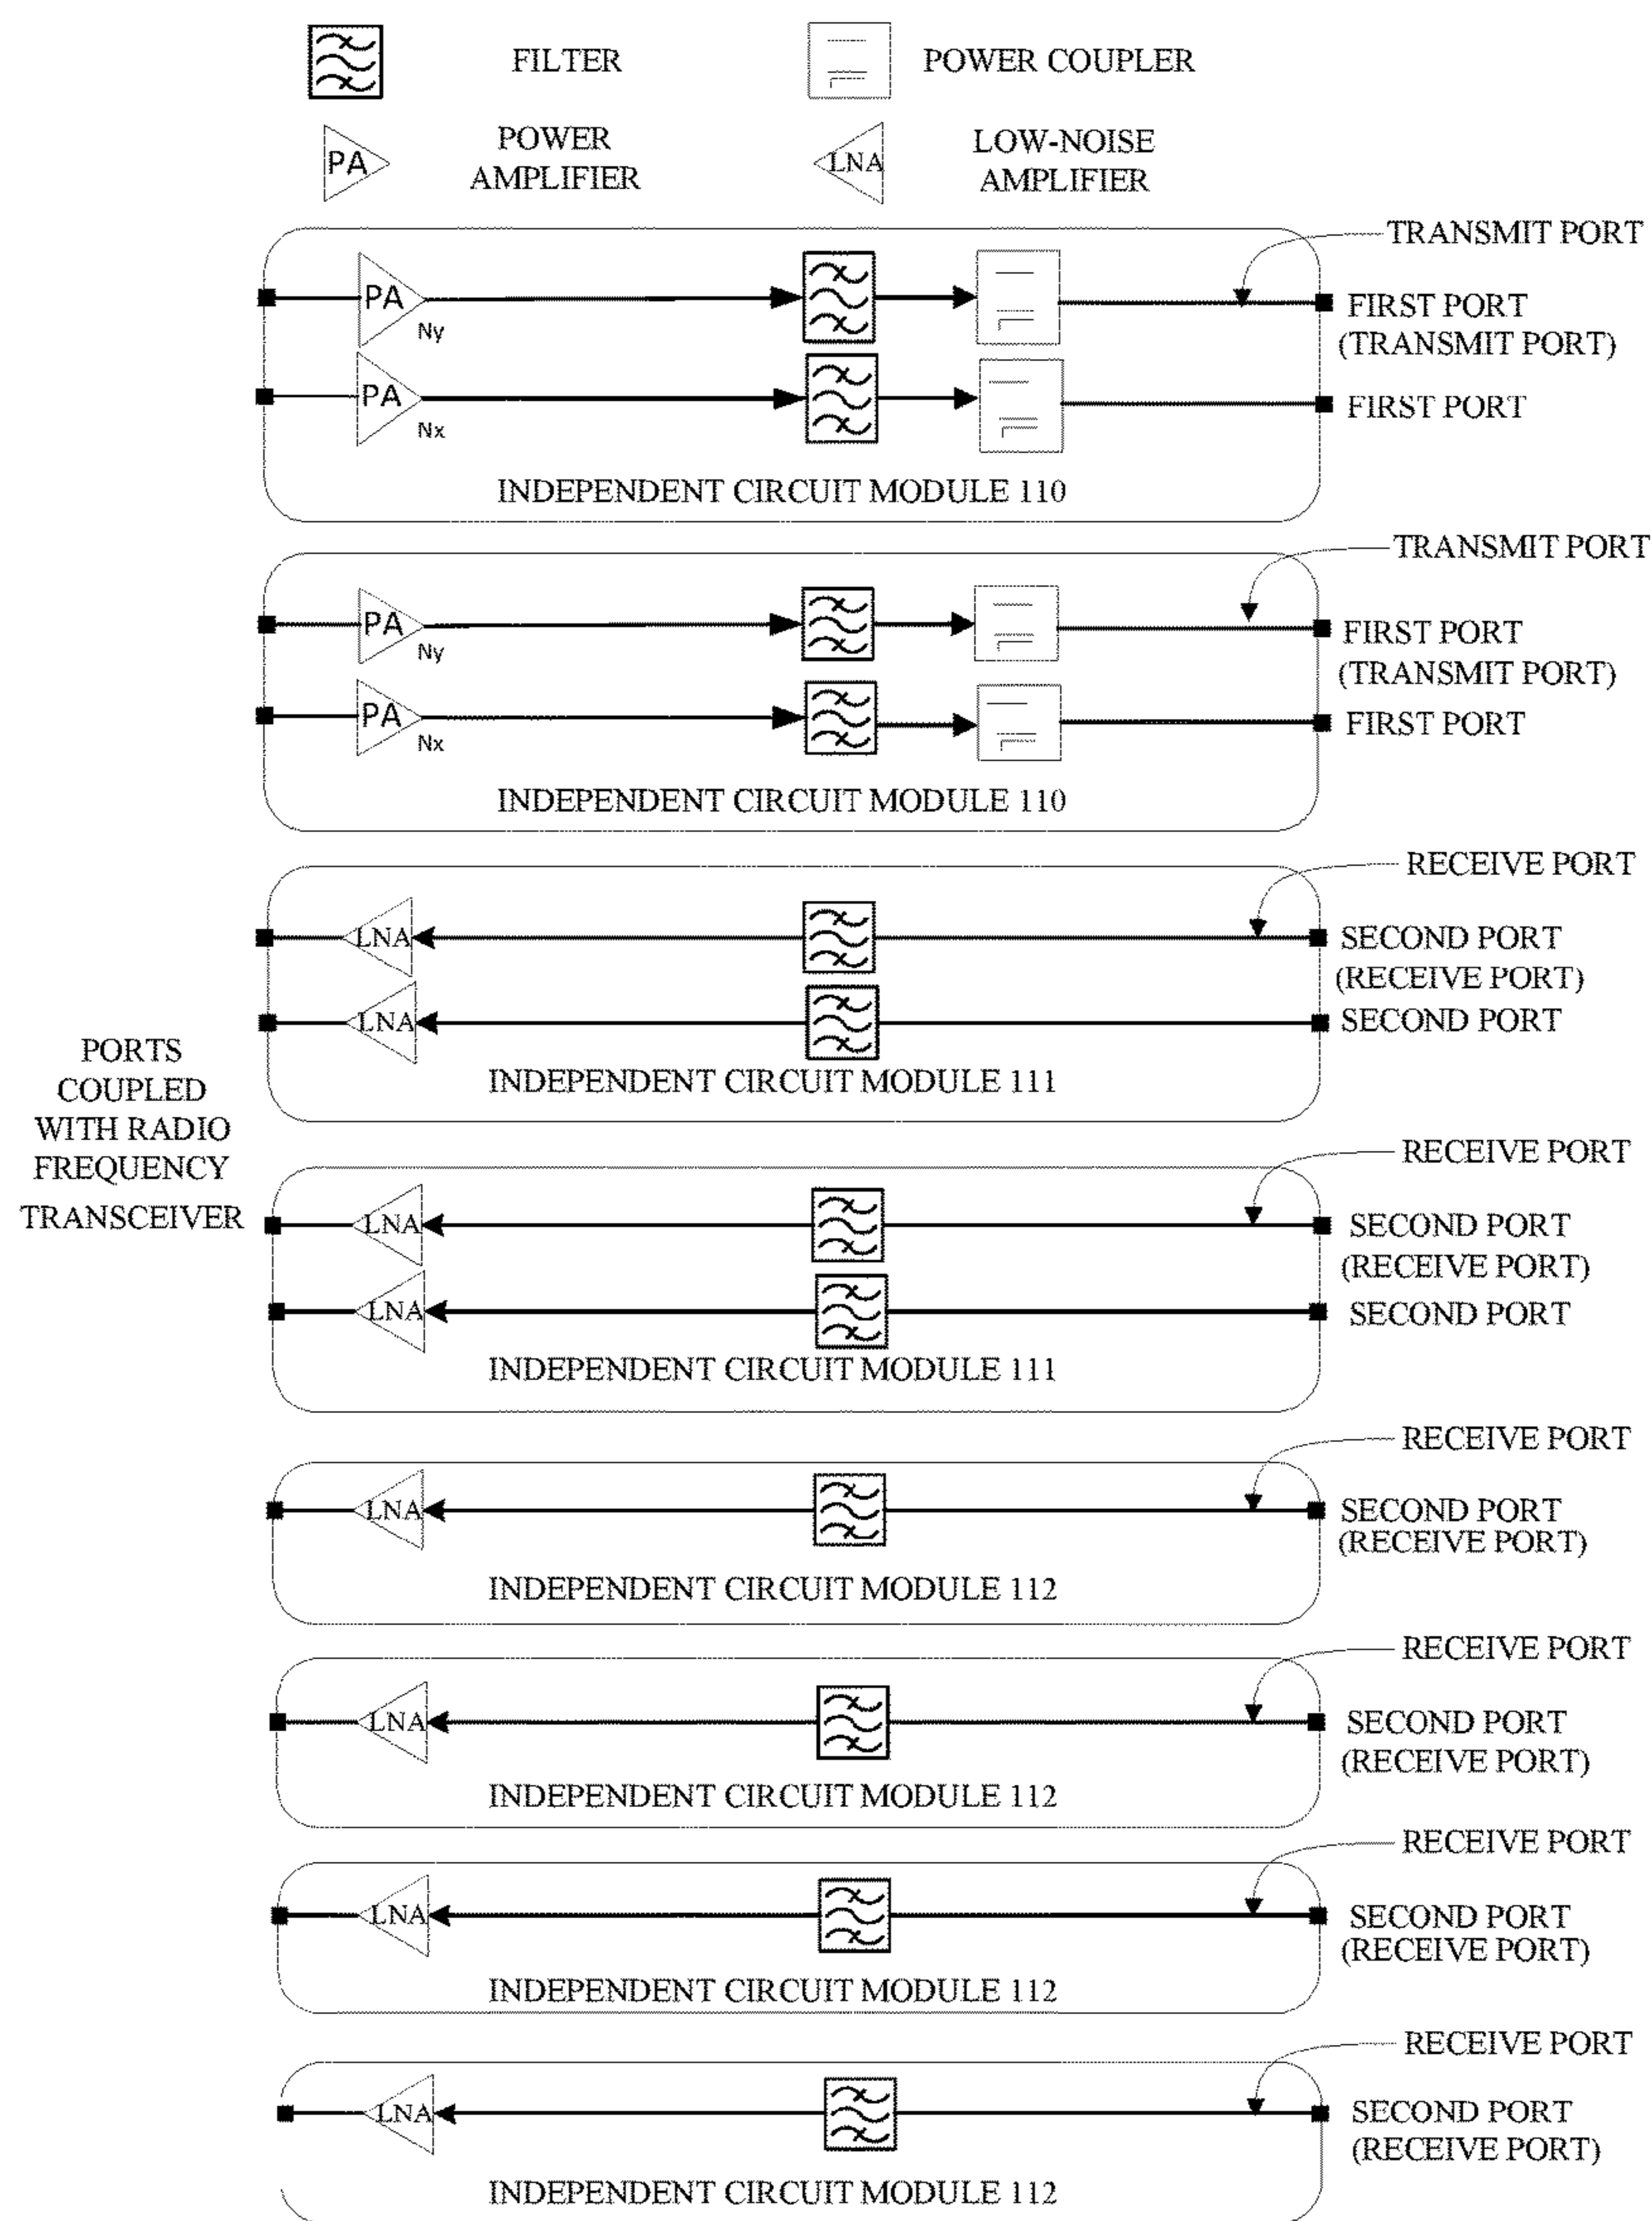 FILTER
POWER COUPLER
PA
POWER
AMPLIFIER
LNA
LOW-NOISE
AMPLIFIER
TRANSMIT PORT
PA
Ny
FIRST PORT
(TRANSMIT PORT)
PA
Nx
FIRST PORT
INDEPENDENT CIRCUIT MODULE 110
TRANSMIT PORT
PA
Ny
FIRST PORT
(TRANSMIT PORT)
PA
Nx
FIRST PORT
INDEPENDENT CIRCUIT MODULE 110
RECEIVE PORT
LNA
SECOND PORT
(RECEIVE PORT)
LNA
SECOND PORT
INDEPENDENT CIRCUIT MODULE 111
PORTS
COUPLED
WITH RADIO
FREQUENCY
TRANSCEIVER
RECEIVE PORT
LNA
SECOND PORT
(RECEIVE PORT)
LNA
SECOND PORT
INDEPENDENT CIRCUIT MODULE 111
RECEIVE PORT
LNA
SECOND PORT
(RECEIVE PORT)
INDEPENDENT CIRCUIT MODULE 112
RECEIVE PORT
LNA
SECOND PORT
(RECEIVE PORT)
INDEPENDENT CIRCUIT MODULE 112
RECEIVE PORT
LNA
SECOND PORT
(RECEIVE PORT)
INDEPENDENT CIRCUIT MODULE 112
RECEIVE PORT
LNA
SECOND PORT
(RECEIVE PORT)
INDEPENDENT CIRCUIT MODULE 112